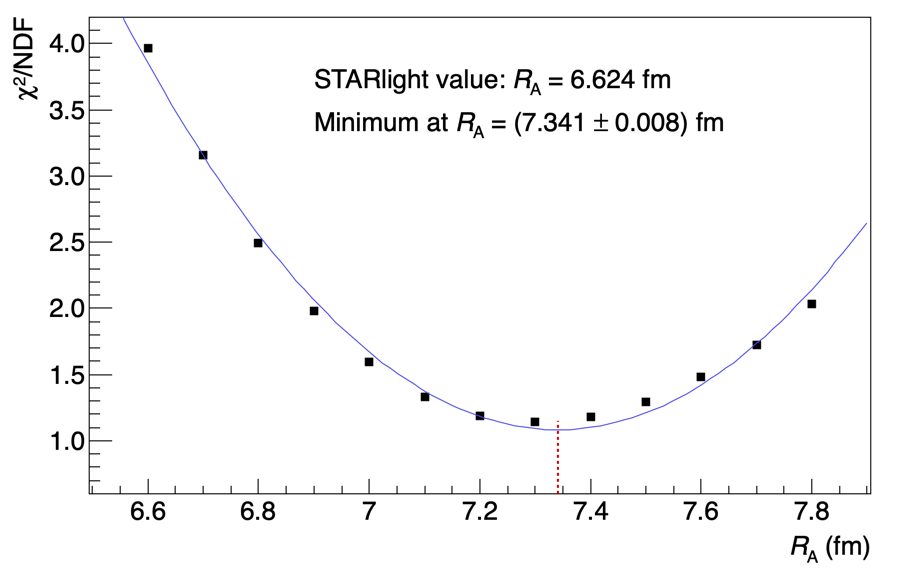 χ²/NDF
4.0
3.5
3.0
2.5
2.0
1.5
1.0
STARlight value: R_A = 6.624 fm
Minimum at R_A = (7.341 ± 0.008) fm
6.6 6.8 7 7.2 7.4 7.6 7.8
R_A (fm)